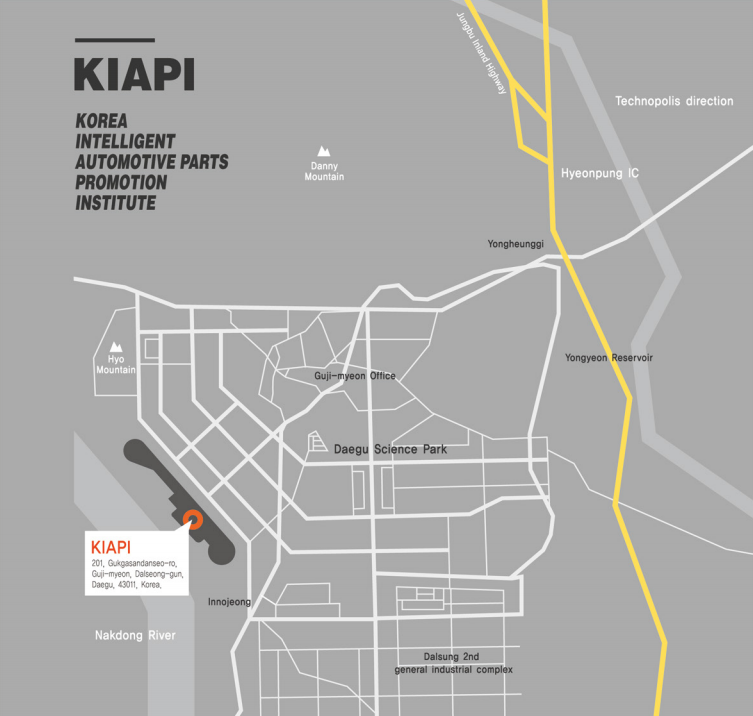 KIAPI
KOREA
INTELLIGENT
AUTOMOTIVE PARTS
PROMOTION
INSTITUTE
Jungbu Inland Highway
Technopolis direction
Danny
Mountain
Hyeonpung IC
Yongheunggi
Hyo
Mountain
Yongyeon Reservoir
Guji-myeon Office
Daegu Science Park
KIAPI
201, Gukgasandanseo-ro,
Guji-myeon, Dalseong-gun,
Daegu, 43011, Korea,
Innojeong
Nakdong River
Dalsung 2nd
general industrial complex